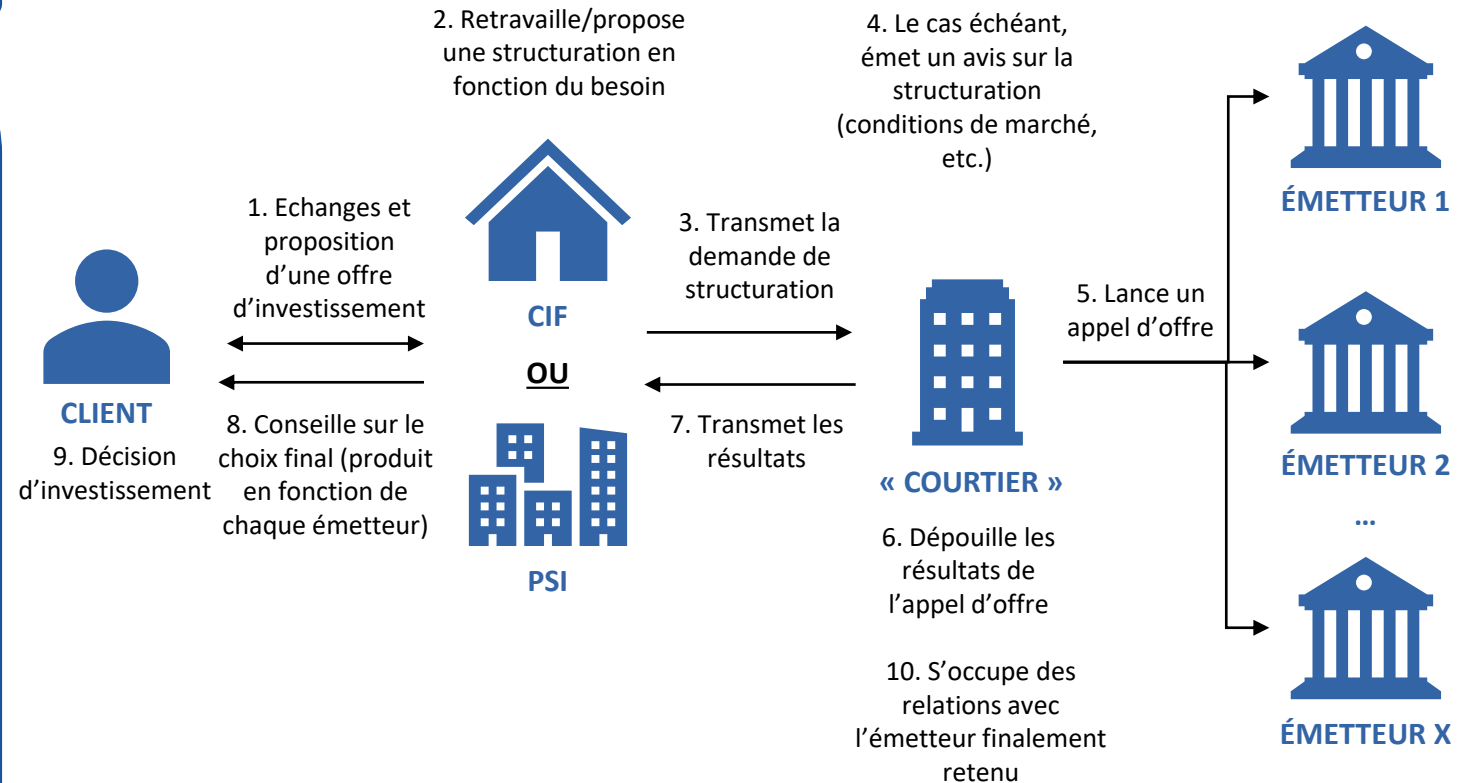 2. Retravaille/propose
une structuration en
fonction du besoin
4. Le cas échéant,
émet un avis sur la
structuration
(conditions de marché,
etc.)
ÉMETTEUR 1
1. Echanges et
proposition
d’une offre
d’investissement
CIF
3. Transmet la
demande de
structuration
5. Lance un
appel d’offre
OU
CLIENT
9. Décision
d’investissement
8. Conseille sur le
choix final (produit
en fonction de
chaque émetteur)
7. Transmet les
résultats
« COURTIER »
ÉMETTEUR 2
...
PSI
6. Dépouille les
résultats de
l’appel d’offre
10. S’occupe des
relations avec
l’émetteur finalement
retenu
ÉMETTEUR X